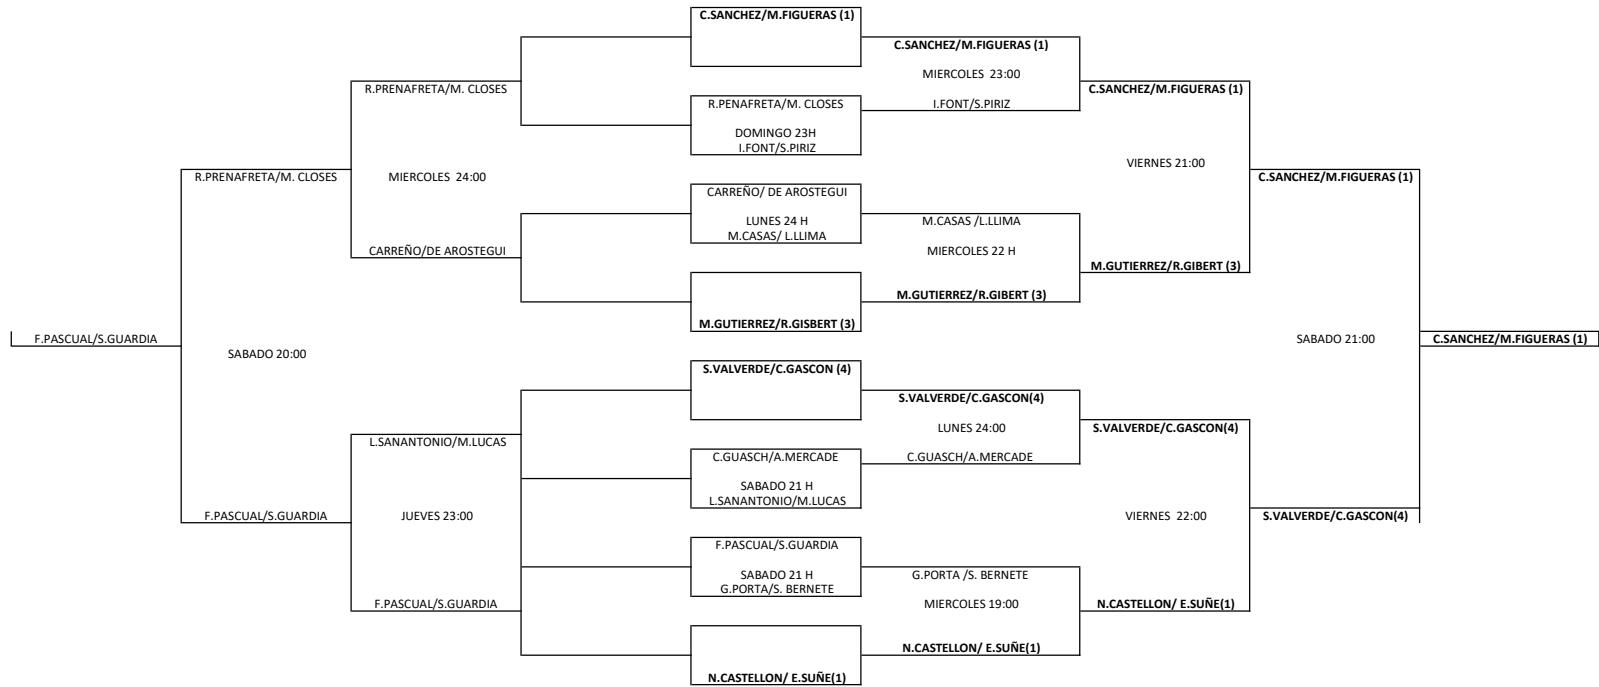 C.SANCHEZ/M.FIGUERAS (1)
C.SANCHEZ/M.FIGUERAS (1)
MIERCOLES 23:00
R.PRENAFRETA/M. CLOSES
C.SANCHEZ/M.FIGUERAS (1)
R.PENAFRETA/M. CLOSES
I.FONT/S.PIRIZ
DOMINGO 23H
I.FONT/S.PIRIZ
VIERNES 21:00
R.PRENAFRETA/M. CLOSES
MIERCOLES 24:00
C.SANCHEZ/M.FIGUERAS (1)
CARREÑO/ DE AROSTEGUI
LUNES 24 H
M.CASAS /L.LLIMA
M.CASAS/ L.LLIMA
CARREÑO/DE AROSTEGUI
MIERCOLES 22 H
M.GUTIERREZ/R.GIBERT (3)
M.GUTIERREZ/R.GIBERT (3)
M.GUTIERREZ/R.GISBERT (3)
F.PASCUAL/S.GUARDIA
SABADO 21:00
C.SANCHEZ/M.FIGUERAS (1)
SABADO 20:00
S.VALVERDE/C.GASCON (4)
S.VALVERDE/C.GASCON(4)
LUNES 24:00
S.VALVERDE/C.GASCON(4)
L.SANANTONIO/M.LUCAS
C.GUASCH/A.MERCADE
C.GUASCH/A.MERCADE
SABADO 21 H
L.SANANTONIO/M.LUCAS
F.PASCUAL/S.GUARDIA
JUEVES 23:00
VIERNES 22:00
S.VALVERDE/C.GASCON(4)
F.PASCUAL/S.GUARDIA
SABADO 21 H
G.PORTA /S. BERNETE
G.PORTA/S. BERNETE
F.PASCUAL/S.GUARDIA
MIERCOLES 19:00
N.CASTELLON/ E.SUÑE(1)
N.CASTELLON/ E.SUÑE(1)
N.CASTELLON/ E.SUÑE(1)